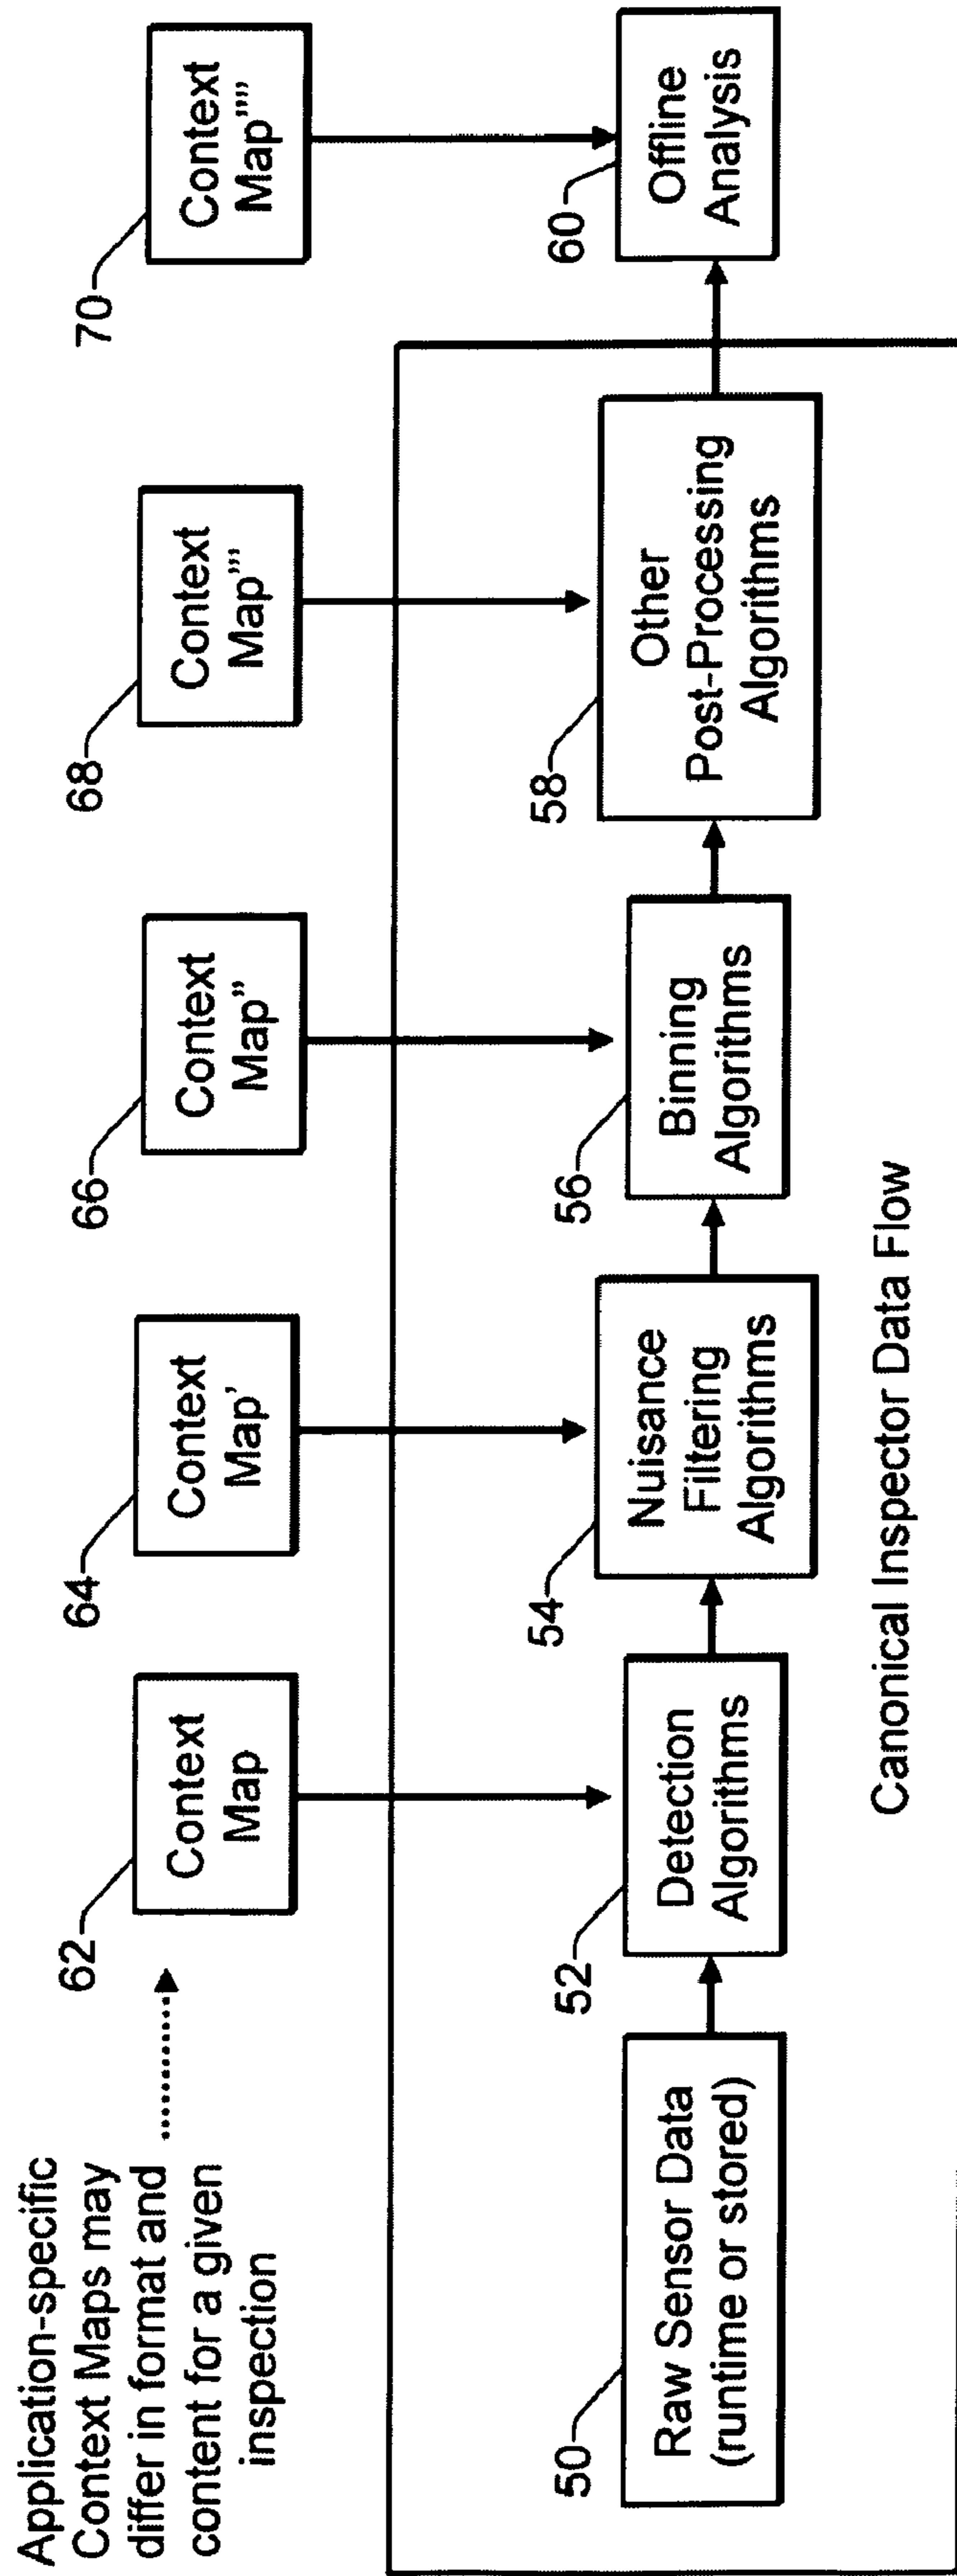 Application-specific
Context Maps may
differ in format and
content for a given
inspection
62
Context
Map
64
Context
Map'
66
Context
Map"
68
Context
Map"'
70
Context
Map""
50
Raw Sensor Data
(runtime or stored)
52
Detection
Algorithms
54
Nuisance
Filtering
Algorithms
56
Binning
Algorithms
58
Other
Post-Processing
Algorithms
60
Offline
Analysis
Canonical Inspector Data Flow